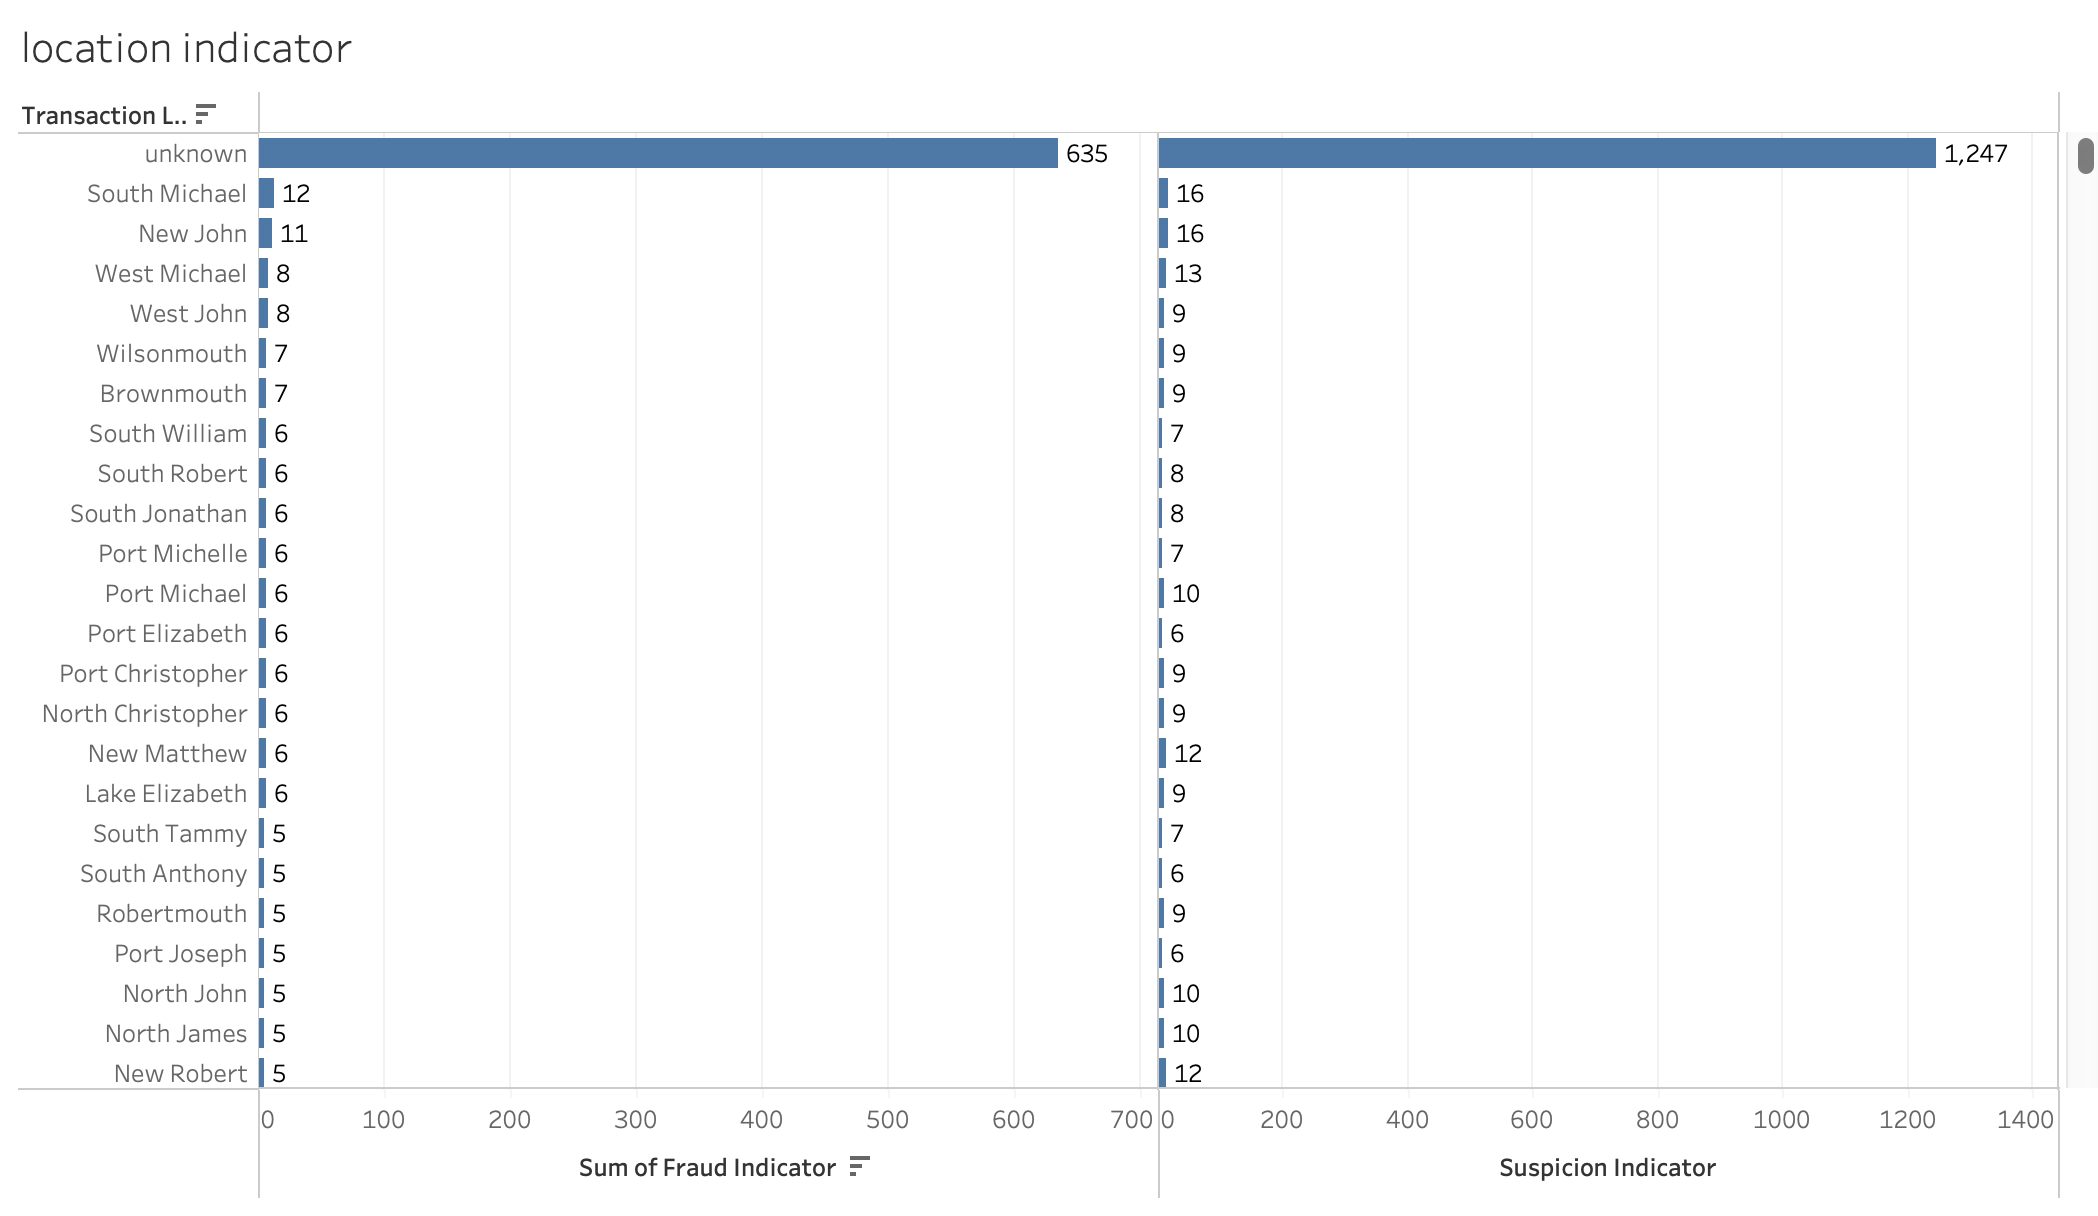 location indicator
Transaction L..
unknown 635 1,247
South Michael 12 16
New John 11 16
West Michael 8 13
West John 8 9
Wilsonmouth 7 9
Brownmouth 7 9
South William 6 7
South Robert 6 8
South Jonathan 6 8
Port Michelle 6 7
Port Michael 6 10
Port Elizabeth 6 6
Port Christopher 6 9
North Christopher 6 9
New Matthew 6 12
Lake Elizabeth 6 9
South Tammy 5 7
South Anthony 5 6
Robertmouth 5 9
Port Joseph 5 6
North John 5 10
North James 5 10
New Robert 5 12
0 100 200 300 400 500 600 700 0 200 400 600 800 1000 1200 1400
Sum of Fraud Indicator Suspicion Indicator